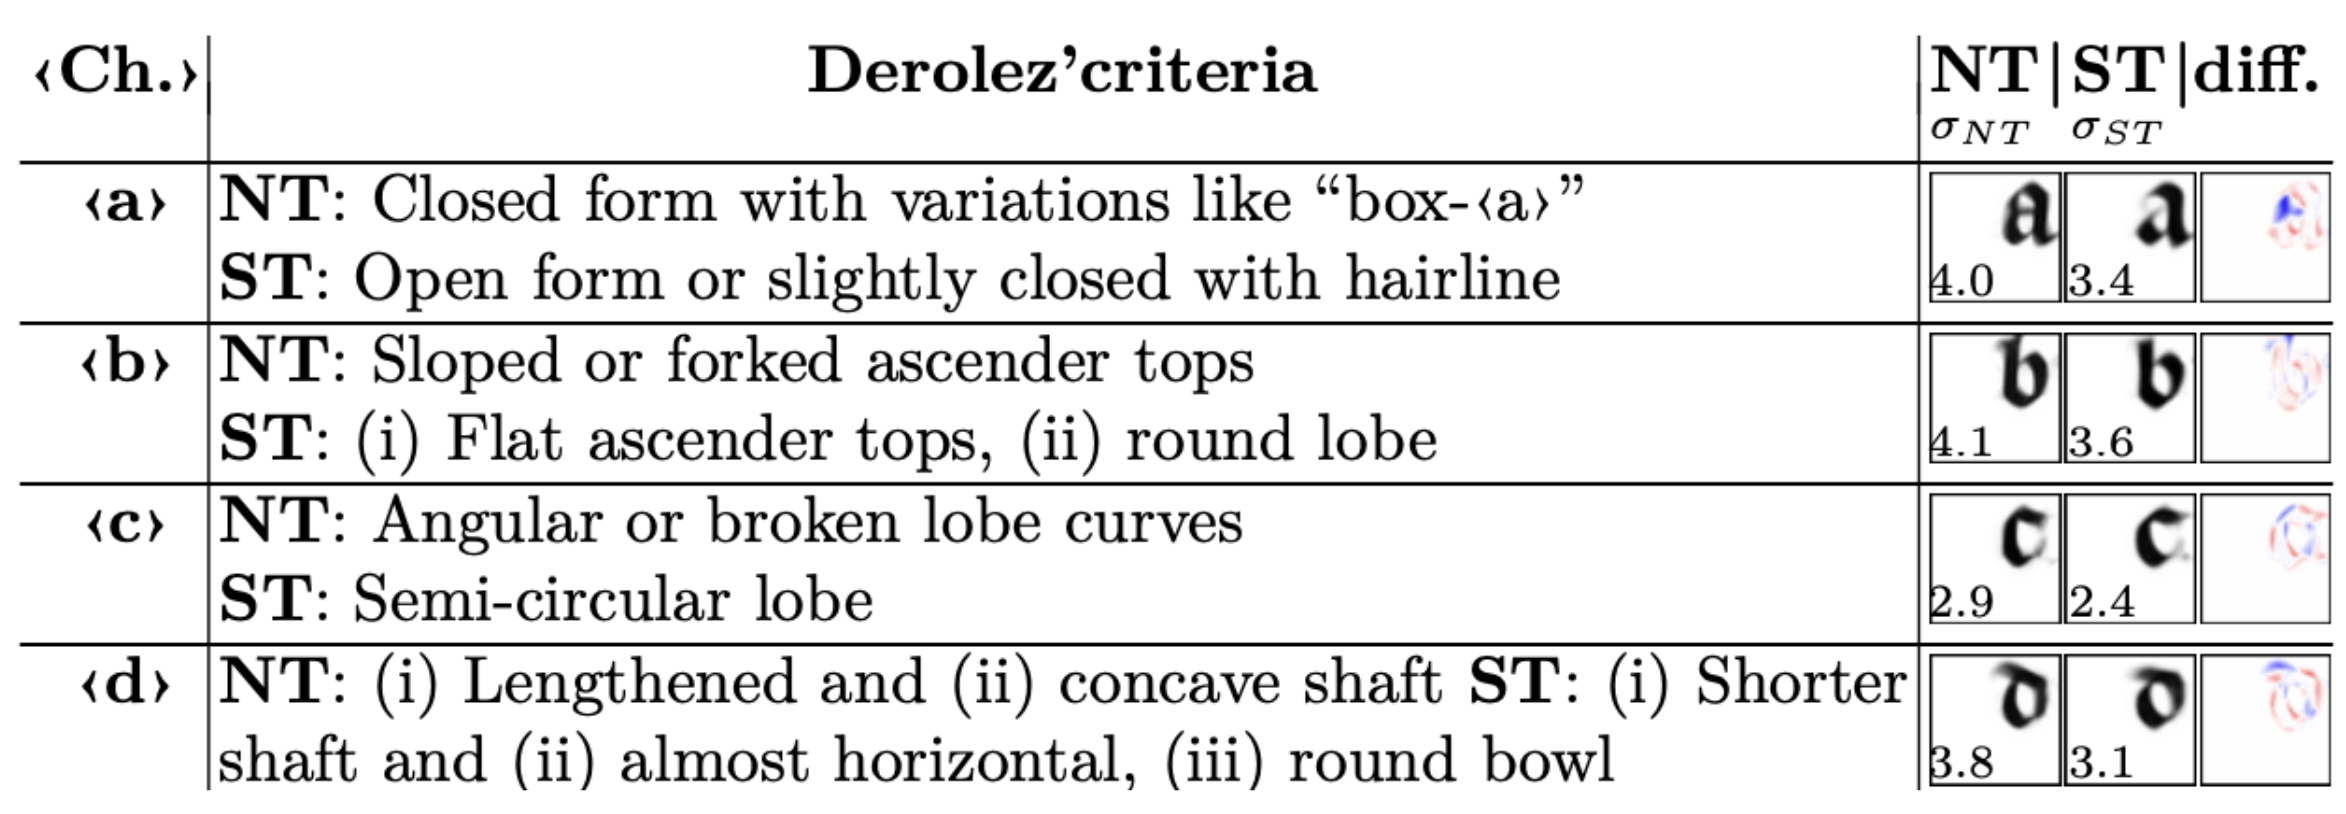 ‹Ch.› Derolez’criteria NT|ST|diff.
σNT σST
‹a› NT: Closed form with variations like “box-‹a›” a a
ST: Open form or slightly closed with hairline 4.0 3.4
‹b› NT: Sloped or forked ascender tops b b
ST: (i) Flat ascender tops, (ii) round lobe 4.1 3.6
‹c› NT: Angular or broken lobe curves c c
ST: Semi-circular lobe 2.9 2.4
‹d› NT: (i) Lengthened and (ii) concave shaft ST: (i) Shorter d d
shaft and (ii) almost horizontal, (iii) round bowl 3.8 3.1